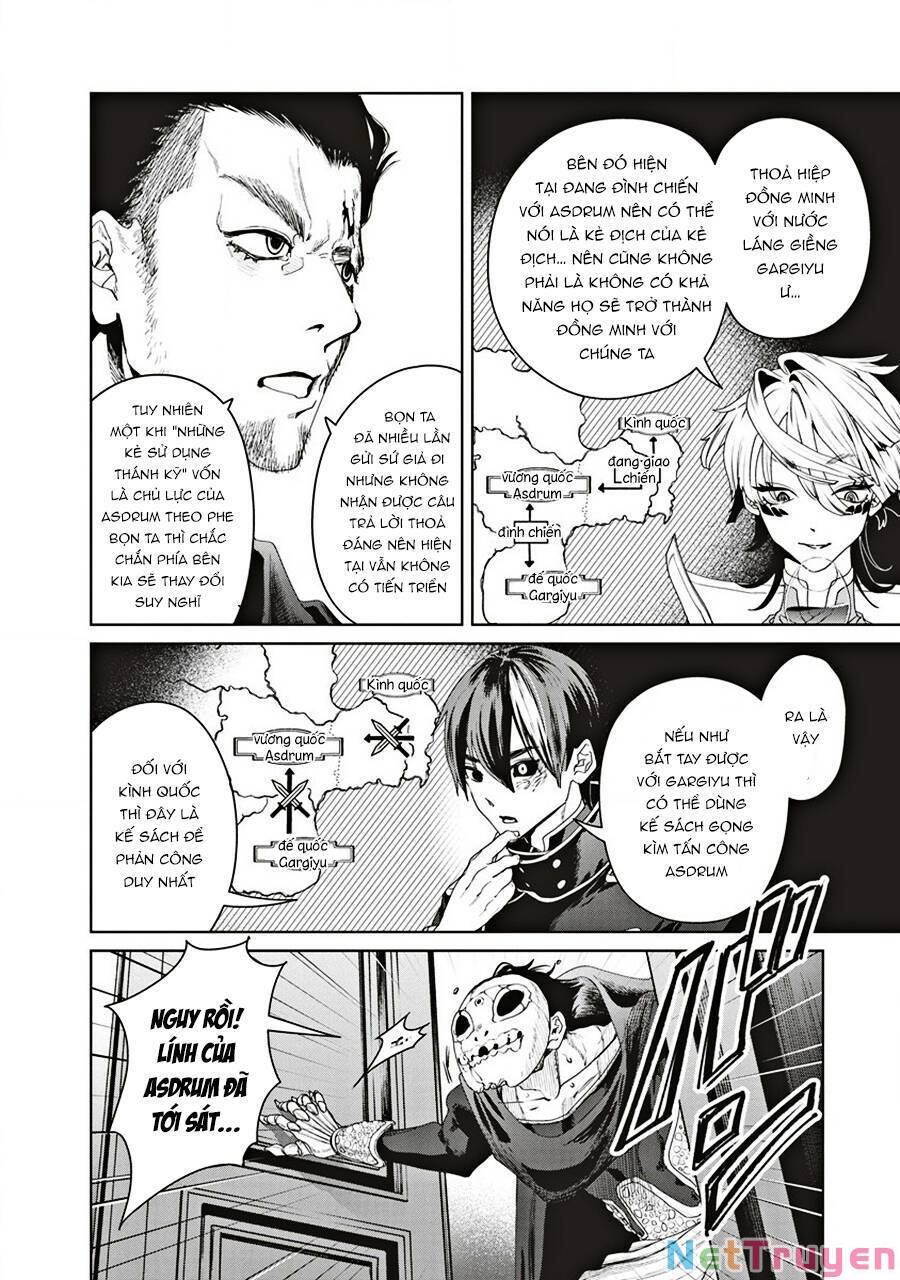 THOẢ HIỆP
ĐỒNG MINH
VỚI NƯỚC
LÁNG GIỀNG
GARGIYU
Ư...
BÊN ĐÓ HIỆN
TẠI ĐANG ĐÌNH CHIẾN
VỚI ASDRUM NÊN CÓ THỂ
NÓI LÀ KẺ ĐỊCH CỦA KẺ
ĐỊCH... NÊN CŨNG KHÔNG
PHẢI LÀ KHÔNG CÓ KHẢ
NĂNG HỌ SẼ TRỞ THÀNH
ĐỒNG MINH VỚI
CHÚNG TA
Kình quốc
đang giao
chiến
vương quốc
Asdrum
đình chiến
đế quốc
Gargiyu
BỌN TA
ĐÃ NHIỀU LẦN
GỬI SỨ GIẢ ĐI
NHƯNG KHÔNG
NHẬN ĐƯỢC CÂU
TRẢ LỜI THOẢ
ĐÁNG NÊN HIỆN
TẠI VẪN KHÔNG
CÓ TIẾN TRIỂN
TUY NHIÊN
MỘT KHI "NHỮNG
KẺ SỬ DỤNG
THÁNH KỸ" VỐN
LÀ CHỦ LỰC CỦA
ASDRUM THEO PHE
BỌN TA THÌ CHẮC
CHẮN PHÍA BÊN
KIA SẼ THAY ĐỔI
SUY NGHĨ
RA LÀ
VẬY
NẾU NHƯ
BẮT TAY ĐƯỢC
VỚI GARGIYU THÌ
CÓ THỂ DÙNG
KẾ SÁCH GỌNG
KÌM TẤN CÔNG
ASDRUM
Kình quốc
vương quốc
Asdrum
đế quốc
Gargiyu
ĐỐI VỚI
KÌNH QUỐC
THÌ ĐÂY LÀ
KẾ SÁCH ĐỂ
PHẢN CÔNG
DUY NHẤT
NGUY RỒI!
LÍNH CỦA
ASDRUM ĐÃ
TỚI SÁT...
NetTruyen